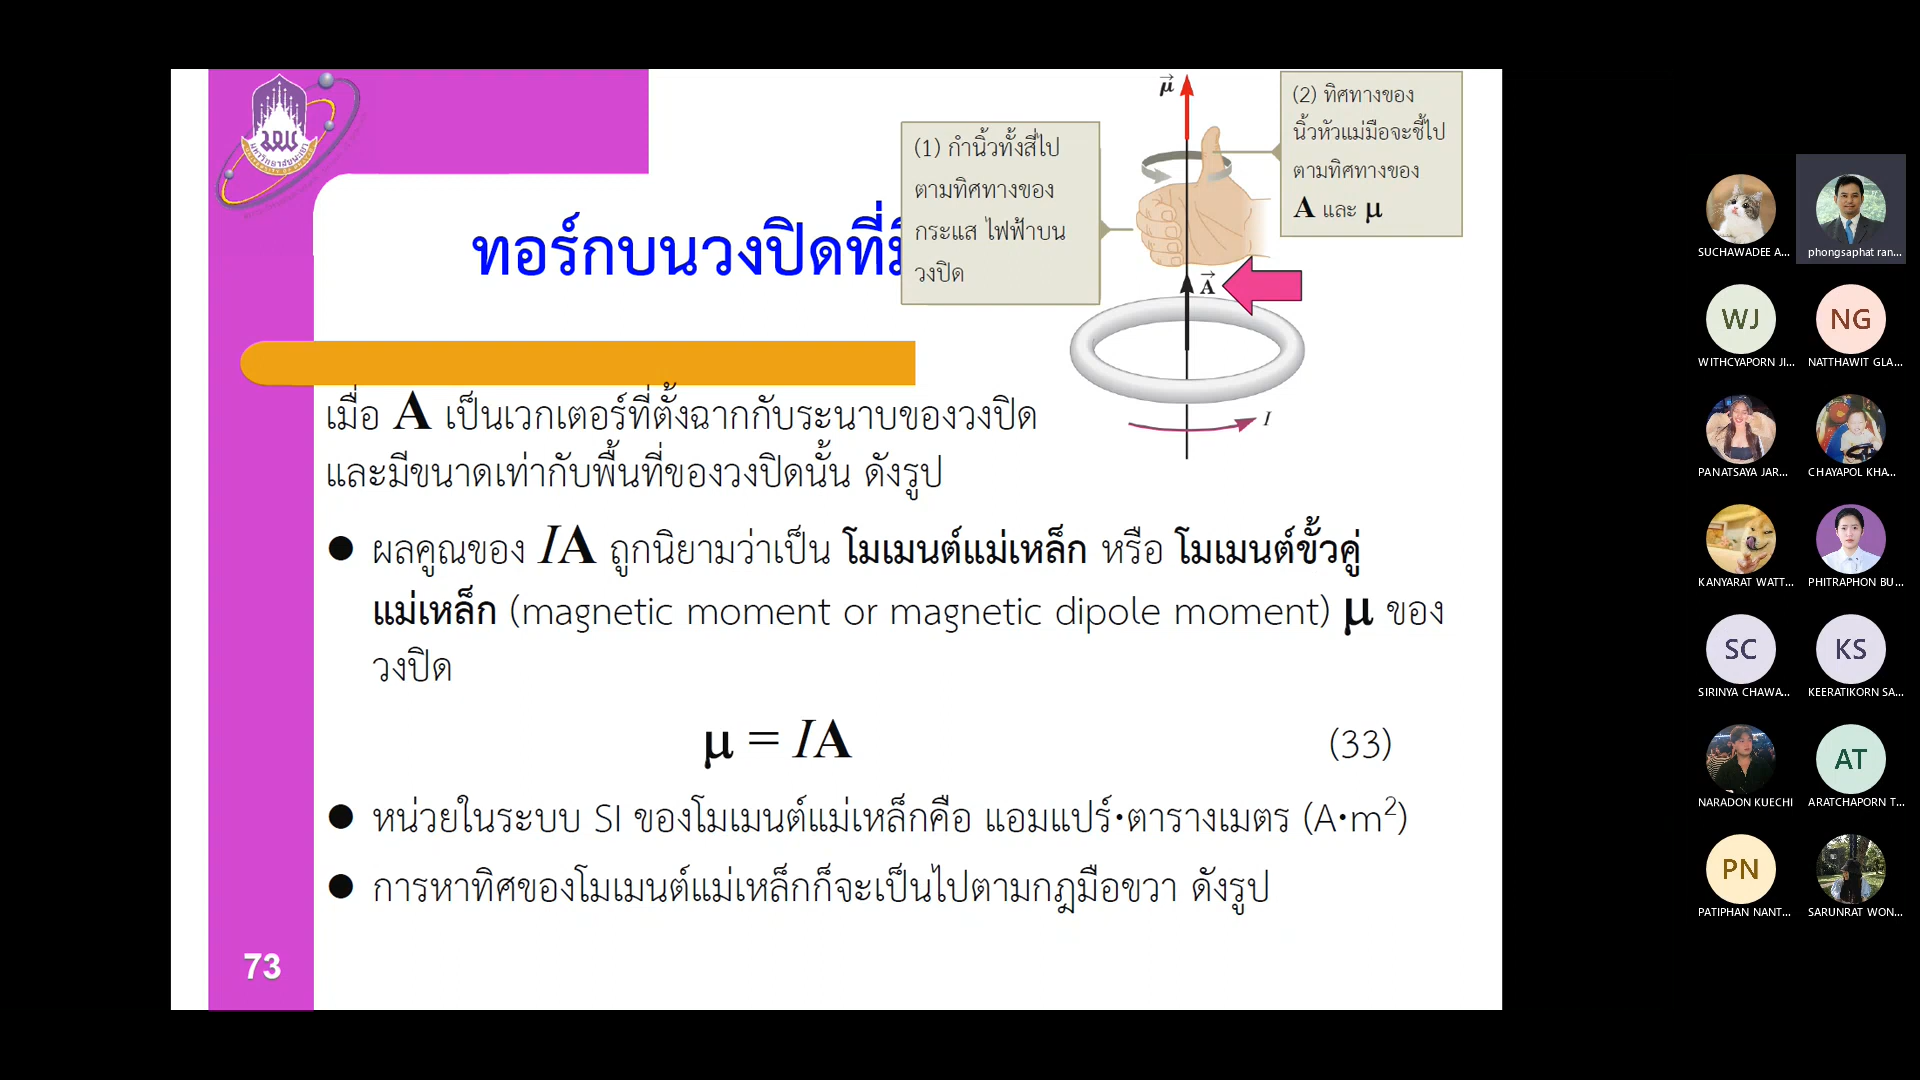 μ
(2) ทิศทางของ
นิ้วหัวแม่มือจะชี้ไป
ตามทิศทางของ
A และ μ
(1) กำนิ้วทั้งสี่ไป
ตามทิศทางของ
กระแส ไฟฟ้าบน
วงปิด
ทอร์กบนวงปิดที่
A
I
เมื่อ A เป็นเวกเตอร์ที่ตั้งฉากกับระนาบของวงปิด
และมีขนาดเท่ากับพื้นที่ของวงปิดนั้น ดังรูป
● ผลคูณของ IA ถูกนิยามว่าเป็น โมเมนต์แม่เหล็ก หรือ โมเมนต์ขั้วคู่
แม่เหล็ก (magnetic moment or magnetic dipole moment) μ ของ
วงปิด
μ = IA (33)
● หน่วยในระบบ SI ของโมเมนต์แม่เหล็กคือ แอมแปร์·ตารางเมตร (A·m²)
● การหาทิศของโมเมนต์แม่เหล็กก็จะเป็นไปตามกฎมือขวา ดังรูป
73
SUCHAWADEE A...
phongsaphat ran...
WJ
NG
WITHCYAPORN JI...
NATTHAWIT GLA...
PANATSAYA JAR...
CHAYAPOL KHA...
KANYARAT WATT...
PHITRAPHON BU...
SC
KS
SIRINYA CHAWA...
KEERATIKORN SA...
AT
NARADON KUECHI
ARATCHAPORN T...
PN
PATIPHAN NANT...
SARUNRAT WON...